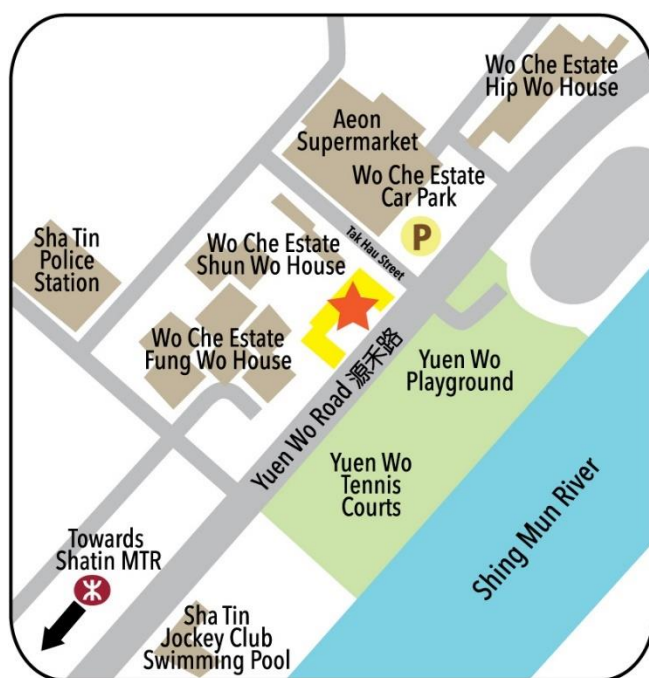 Wo Che Estate
Hip Wo House
Aeon
Supermarket
Wo Che Estate
Car Park
P
Tak Hau Street
Sha Tin
Police
Station
Wo Che Estate
Shun Wo House
Wo Che Estate
Fung Wo House
Yuen Wo Road 源禾路
Yuen Wo
Playground
Yuen Wo
Tennis
Courts
Shing Mun River
Towards
Shatin MTR
Sha Tin
Jockey Club
Swimming Pool